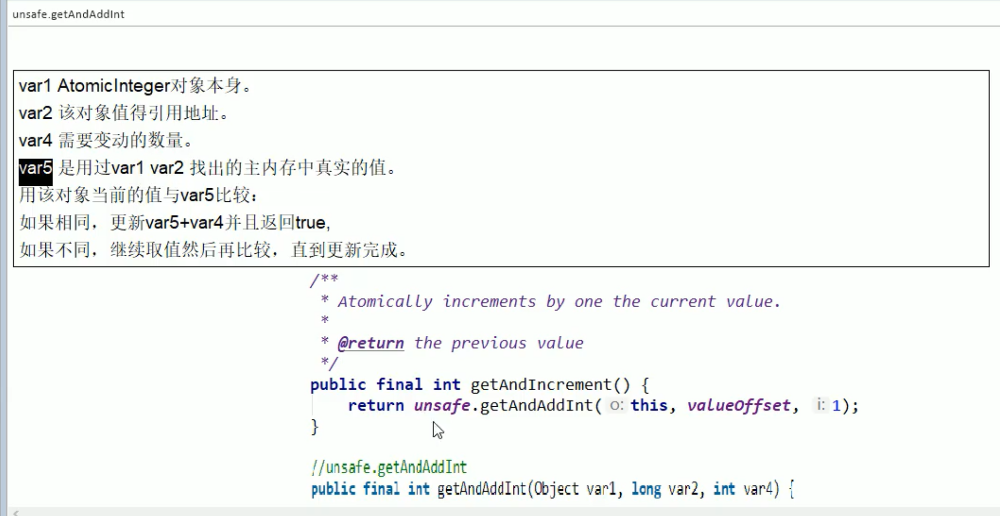 unsafe.getAndAddInt
var1 AtomicInteger对象本身。
var2 该对象值得引用地址。
var4 需要变动的数量。
var5 是用过var1 var2 找出的主内存中真实的值。
用该对象当前的值与var5比较：
如果相同，更新var5+var4并且返回true,
如果不同，继续取值然后再比较，直到更新完成。
/**
* Atomically increments by one the current value.
*
* @return the previous value
*/
public final int getAndIncrement() {
return unsafe.getAndAddInt( o: this, valueOffset, i: 1);
}
//unsafe.getAndAddInt
public final int getAndAddInt(Object var1, long var2, int var4) {